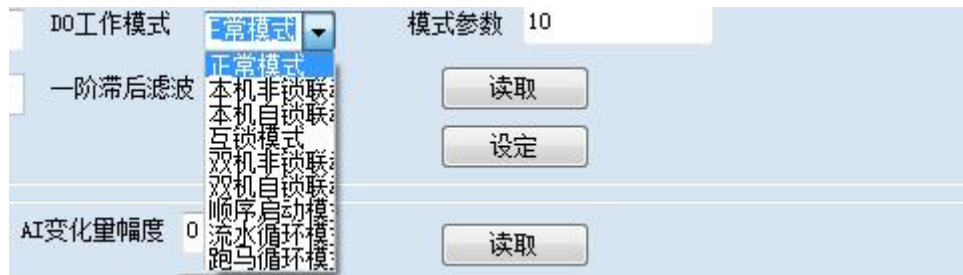 DO工作模式 正常模式 模式参数 10
正常模式
一阶滞后滤波 本机非锁联 读取
本机自锁联
互锁模式 设定
双机非锁联
双机自锁联
顺序启动模
AI变化量幅度 0 流水循环模 读取
跑马循环模